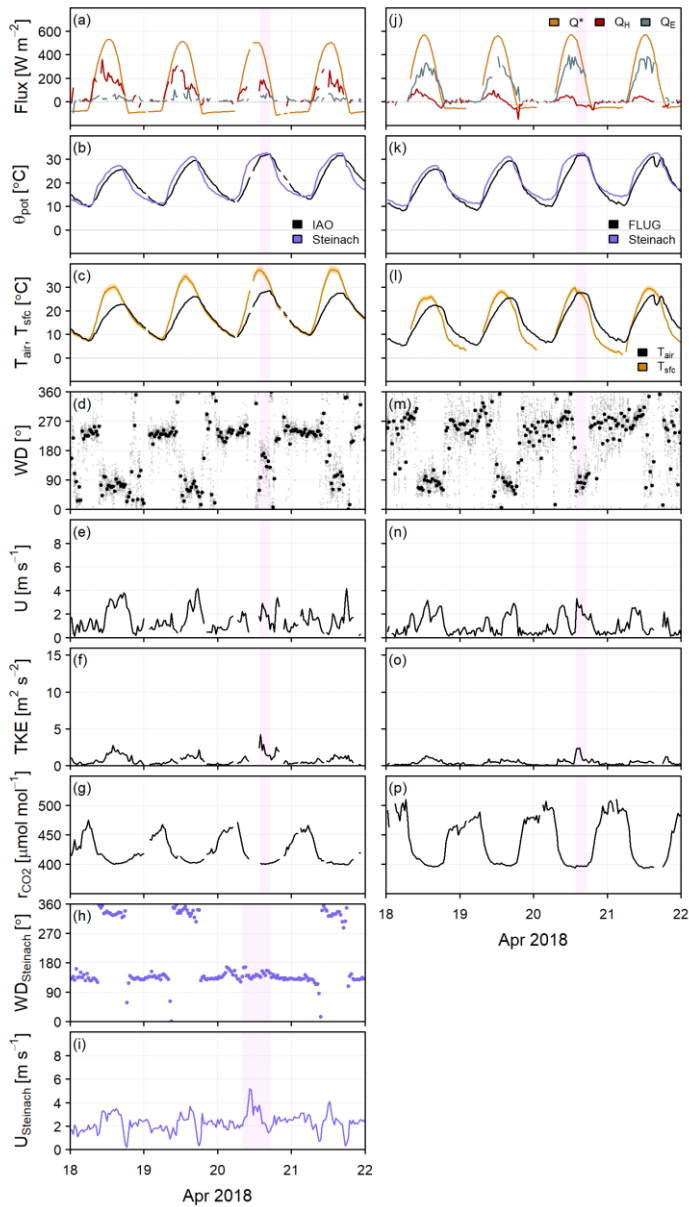 (a)
Flux [W m⁻²]
600
400
200
0
(j)
Q*
Q_H
Q_E
(b)
θ_pot [°C]
30
20
10
0
IAO
Steinach
(k)
FLUG
Steinach
(c)
T_air, T_sfc [°C]
30
20
10
0
(l)
T_air
T_sfc
(d)
WD [°]
360
270
180
90
0
(m)
(e)
U [m s⁻¹]
8
6
4
2
0
(n)
(f)
TKE [m² s⁻²]
15
10
5
0
(o)
(g)
r_CO2 [µmol mol⁻¹]
500
450
400
(p)
18 19 20 21 22
Apr 2018
(h)
WD_Steinach [°]
360
270
180
90
0
(i)
U_Steinach [m s⁻¹]
8
6
4
2
0
18 19 20 21 22
Apr 2018